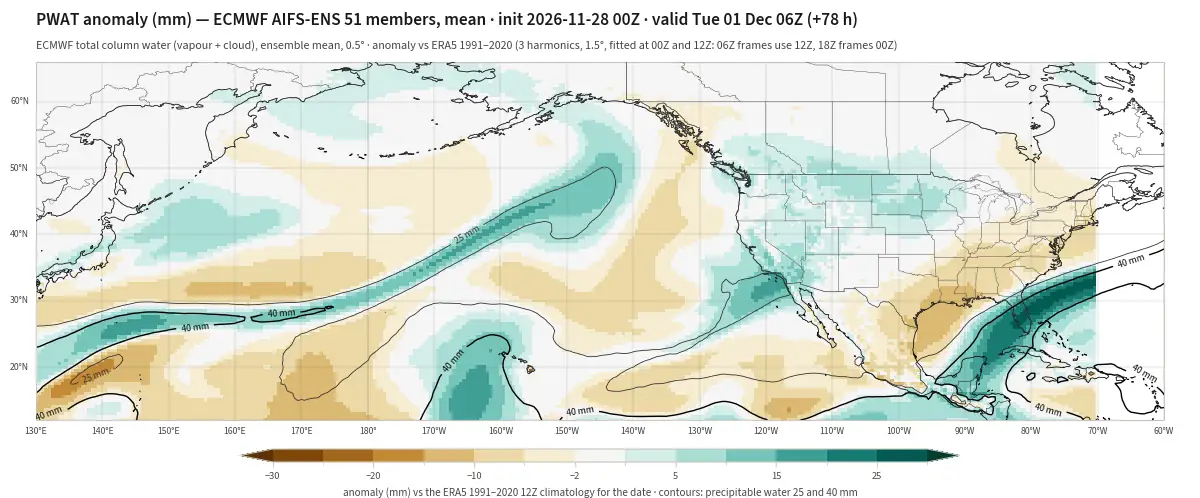 PWAT anomaly (mm) — ECMWF AIFS-ENS 51 members, mean · init 2026-11-28 00Z · valid Tue 01 Dec 06Z (+78 h)
ECMWF total column water (vapour + cloud), ensemble mean, 0.5° · anomaly vs ERA5 1991–2020 (3 harmonics, 1.5°, fitted at 00Z and 12Z: 06Z frames use 12Z, 18Z frames 00Z)
60°N
50°N
40°N
30°N
20°N
25 mm
40 mm
40 mm
40 mm
40 mm
25 mm
40 mm
40 mm
40 mm
40 mm
130°E 140°E 150°E 160°E 170°E 180° 170°W 160°W 150°W 140°W 130°W 120°W 110°W 100°W 90°W 80°W 70°W 60°W
−30 −20 −10 −2 5 15 25
anomaly (mm) vs the ERA5 1991–2020 12Z climatology for the date · contours: precipitable water 25 and 40 mm